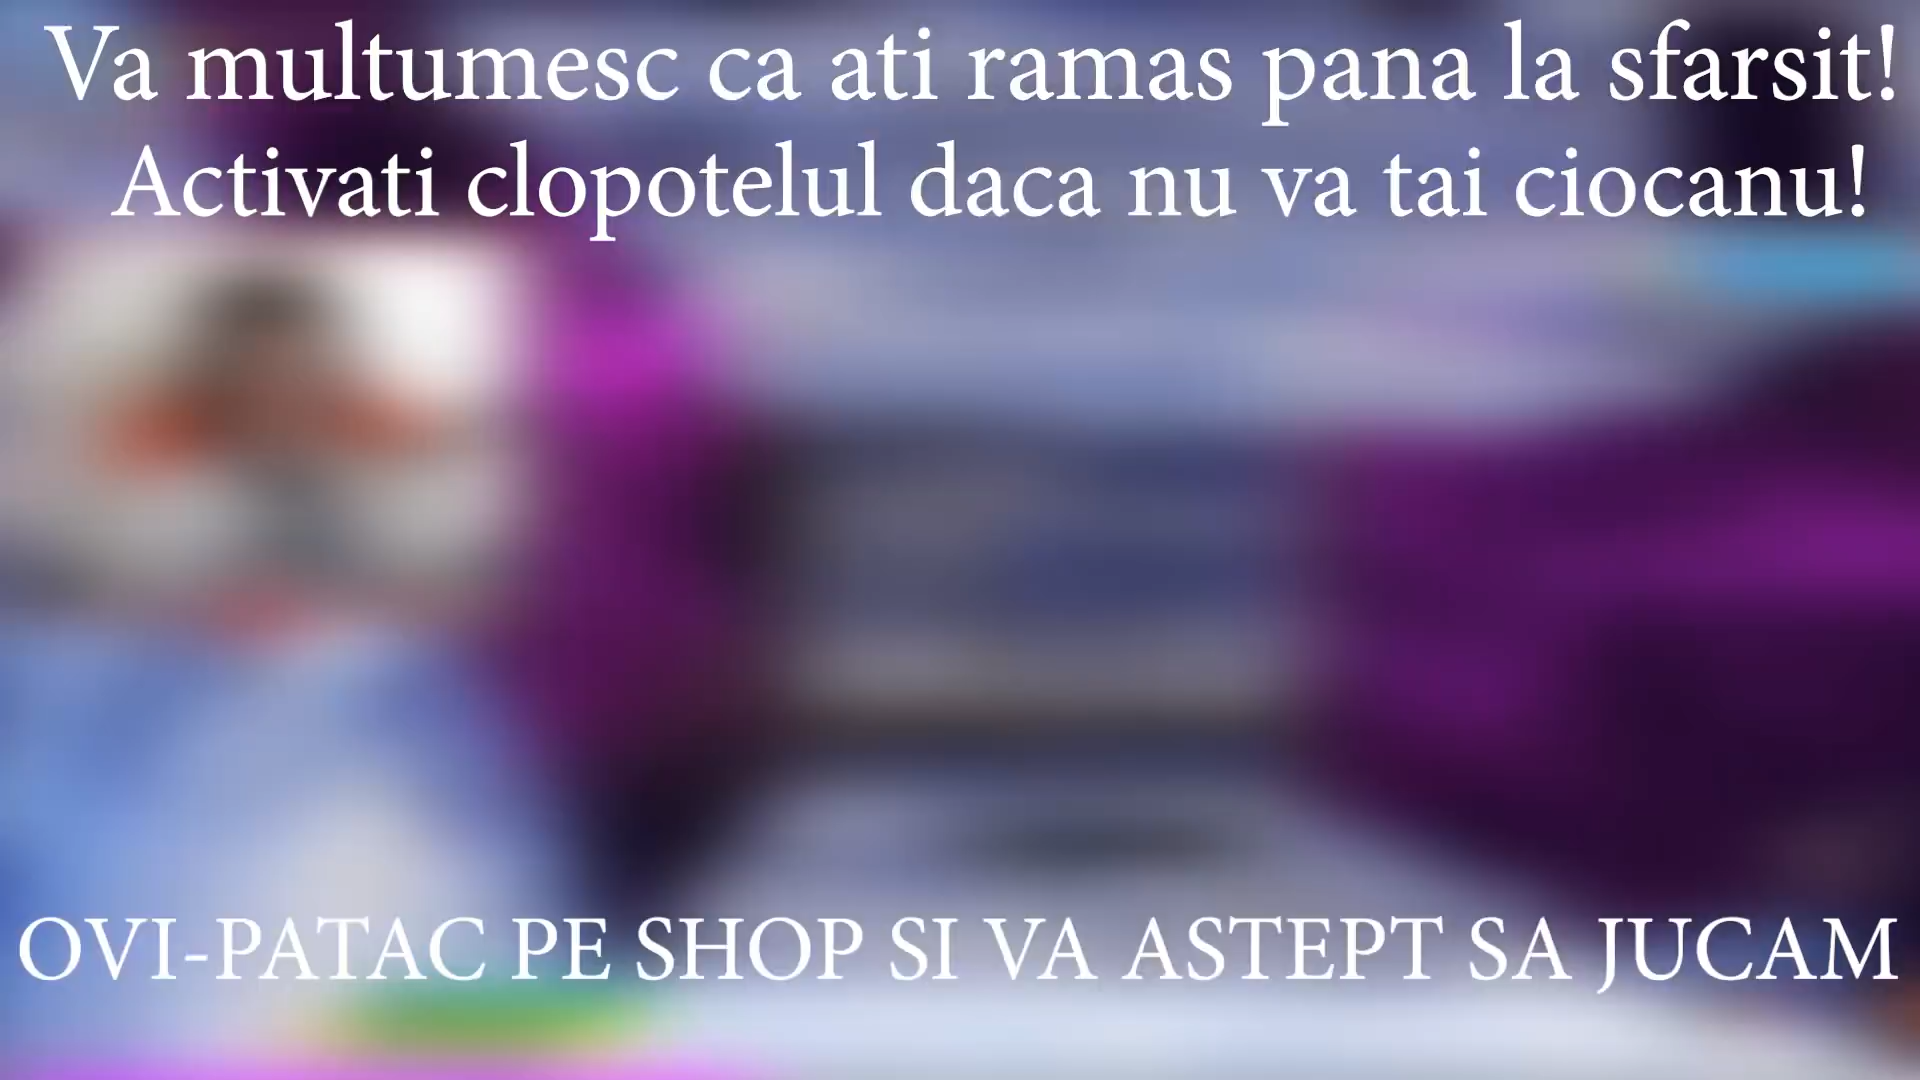 Va multumesc ca ati ramas pana la sfarsit!
Activati clopotelul daca nu va tai ciocanu!
OVI-PATAC PE SHOP SI VA ASTEPT SA JUCAM